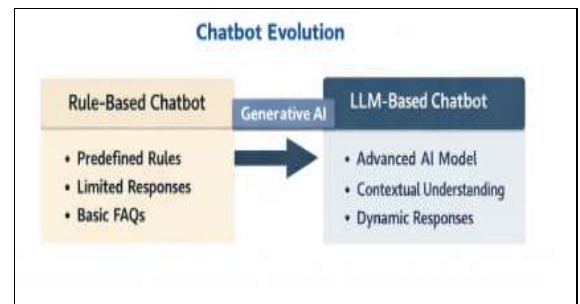 Chatbot Evolution
Rule-Based Chatbot
• Predefined Rules
• Limited Responses
• Basic FAQs
Generative AI
LLM-Based Chatbot
• Advanced AI Model
• Contextual Understanding
• Dynamic Responses